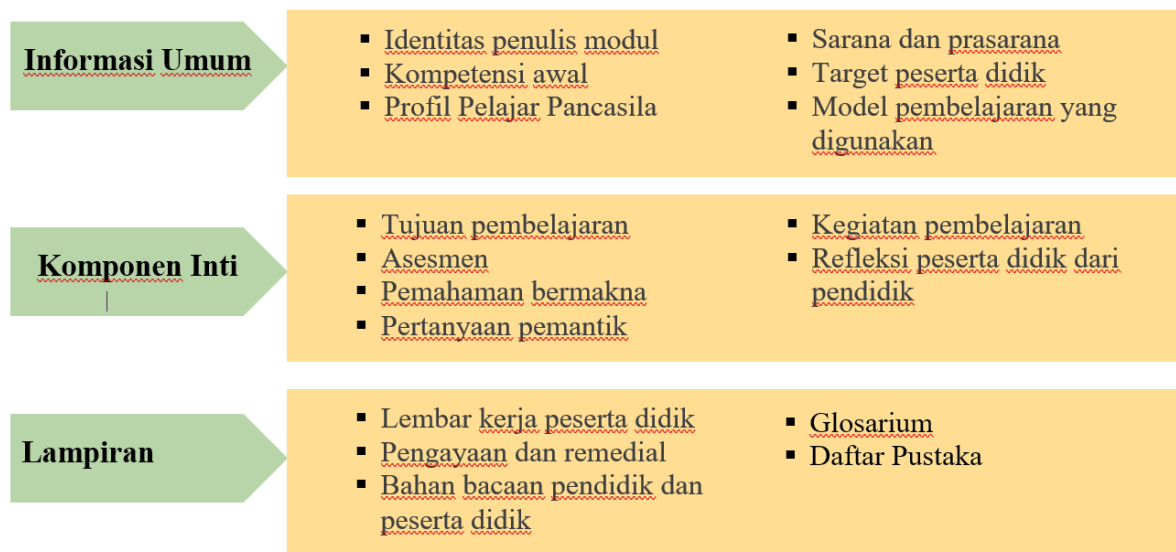 Informasi Umum
Identitas penulis modul
Kompetensi awal
Profil Pelajar Pancasila
Sarana dan prasarana
Target peserta didik
Model pembelajaran yang
digunakan
Komponen Inti
Tujuan pembelajaran
Asesmen
Pemahaman bermakna
Pertanyaan pemantik
Kegiatan pembelajaran
Refleksi peserta didik dari
pendidik
Lampiran
Lembar kerja peserta didik
Pengayaan dan remedial
Bahan bacaan pendidik dan
peserta didik
Glosarium
Daftar Pustaka